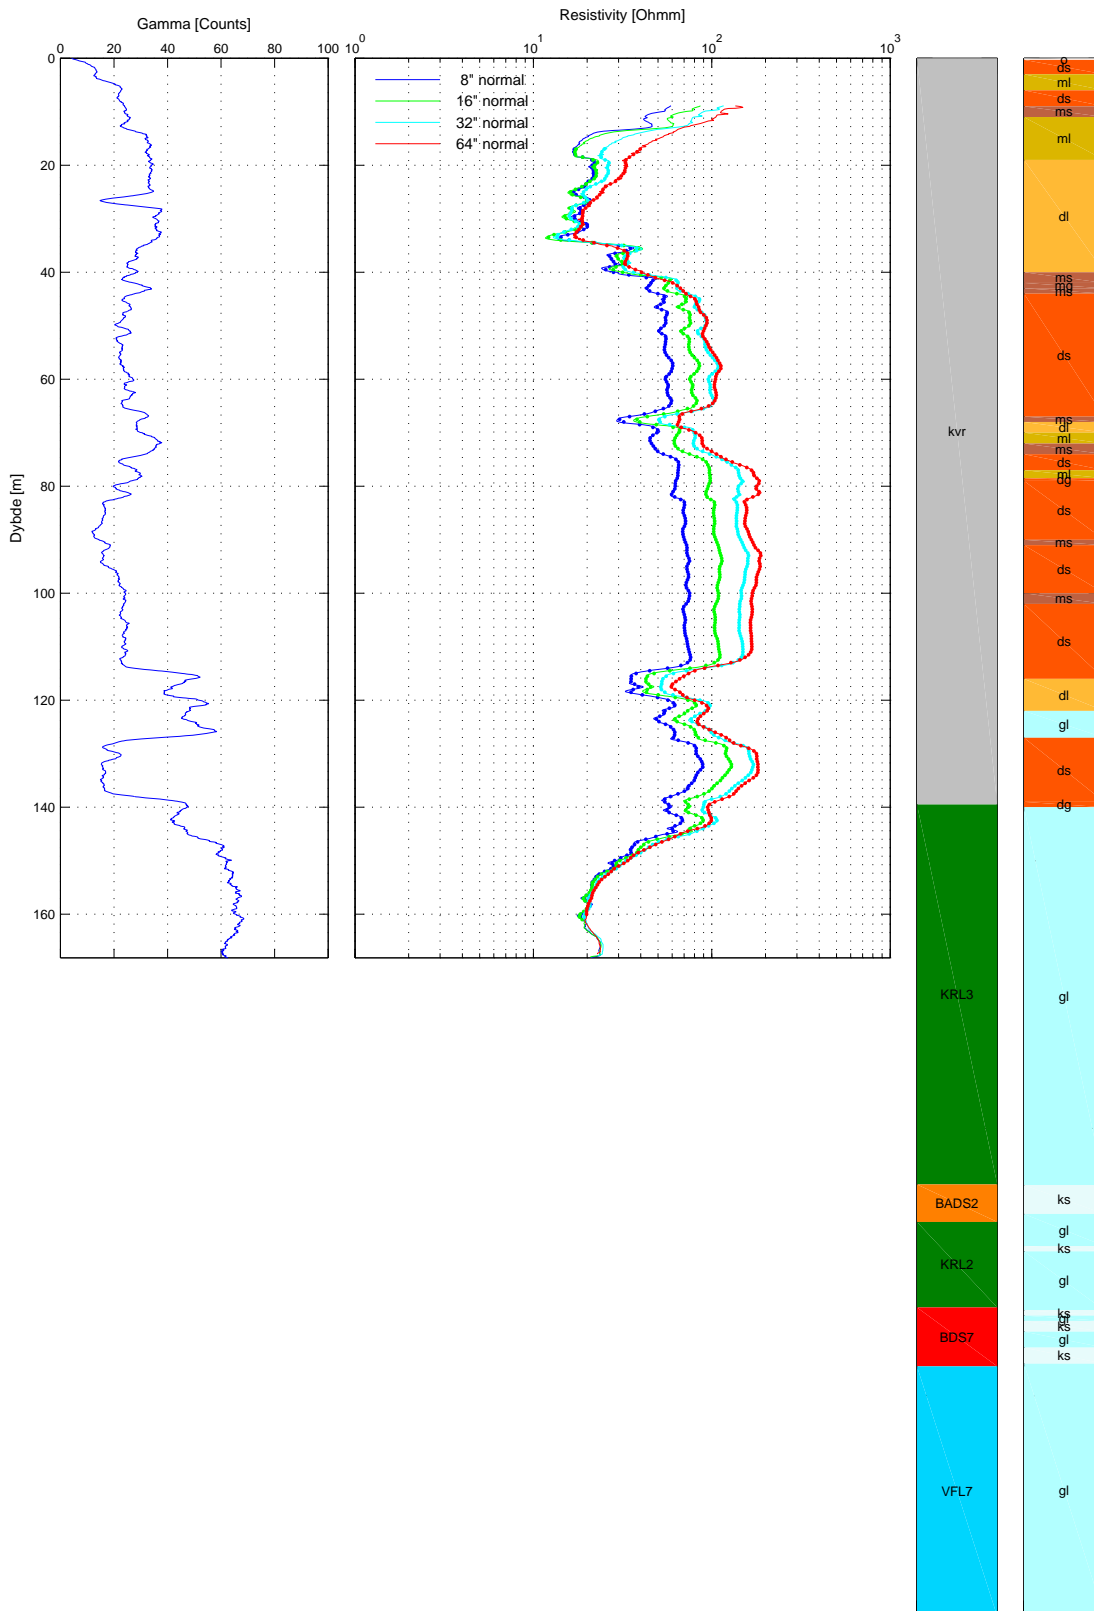 Gamma [Counts]
Resistivity [Ohmm]
0 20 40 60 80 100
10^0 10^1 10^2 10^3
8" normal
16" normal
32" normal
64" normal
Dybde [m]
0
20
40
60
80
100
120
140
160
kvr
KRL3
BADS2
KRL2
BDS7
VFL7
o
ds
ml
ds
ms
ml
dl
ms
mg
ms
ds
ms
dl
ml
ms
ds
ml
dg
ds
ms
ds
ms
ds
dl
gl
ds
dg
gl
ks
gl
ks
gl
ks
gl
ks
gl
ks
gl